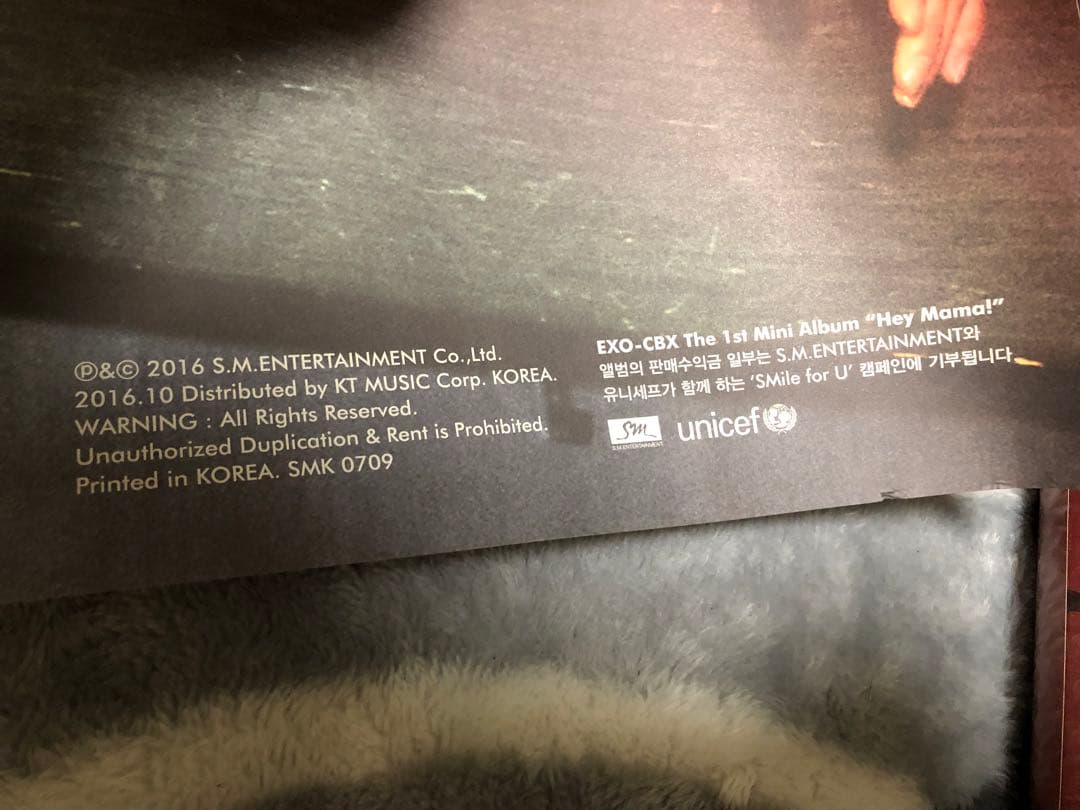 Ⓟ&© 2016 S.M.ENTERTAINMENT Co.,Ltd.
2016.10 Distributed by KT MUSIC Corp. KOREA.
WARNING : All Rights Reserved.
Unauthorized Duplication & Rent is Prohibited.
Printed in KOREA. SMK 0709
EXO-CBX The 1st Mini Album “Hey Mama!”
앨범의 판매수익금 일부는 S.M.ENTERTAINMENT와
유니세프가 함께 하는 ‘SMile for U’ 캠페인에 기부됩니다.
SM
S.M.ENTERTAINMENT
unicef